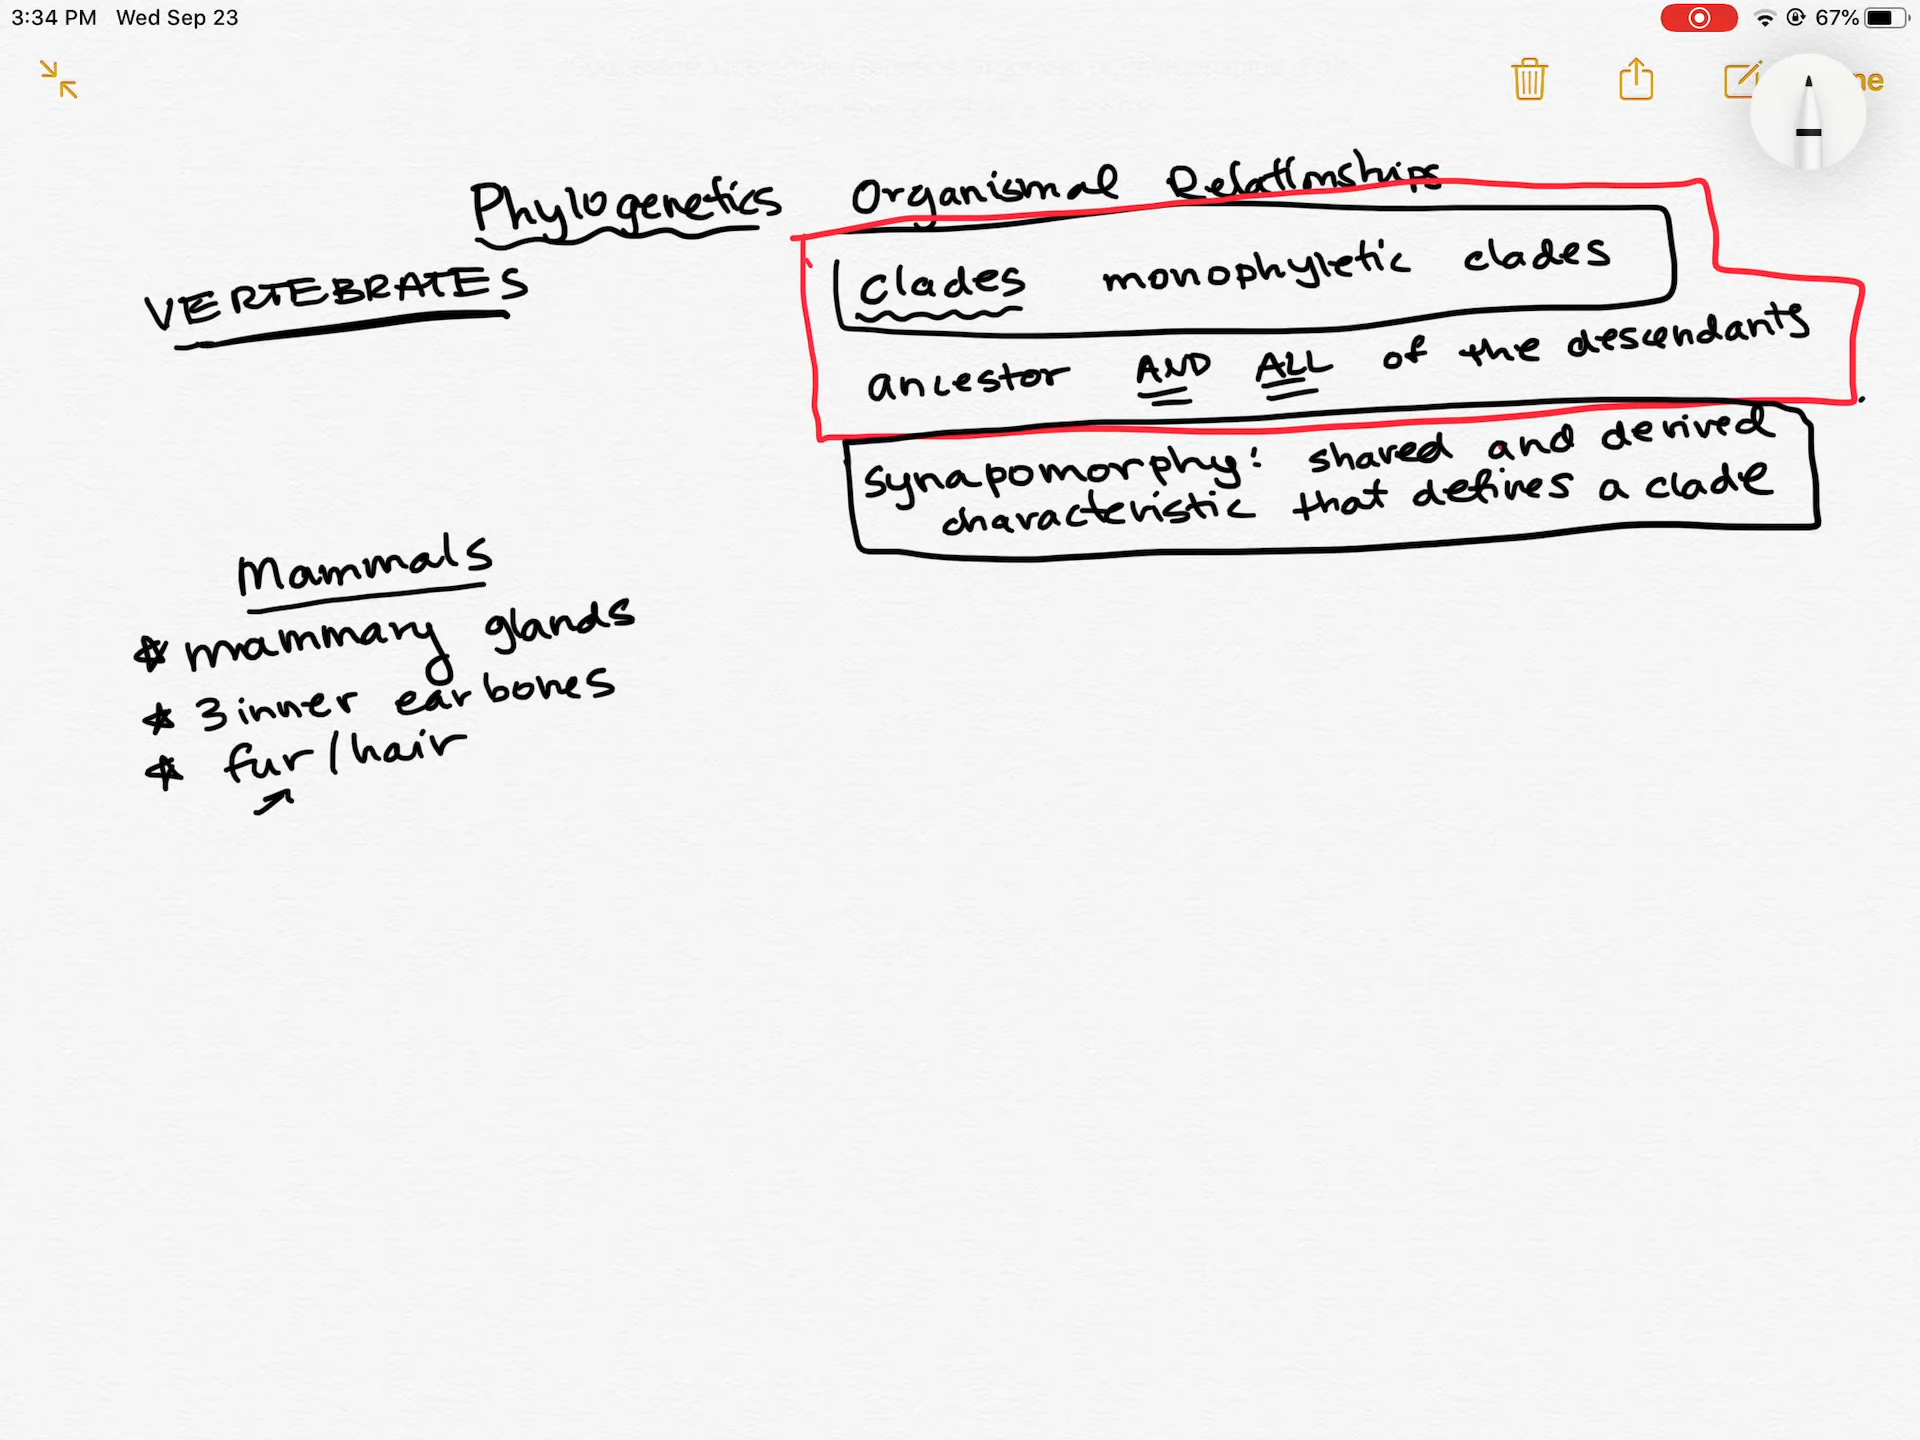 3:34 PM Wed Sep 23
67%
Phylogenetics Organismal Relationships
VERTEBRATES
clades monophyletic clades
ancestor AND ALL of the descendants
synapomorphy: shared and derived
characteristic that defines a clade
Mammals
* mammary glands
* 3 inner ear bones
* fur/hair